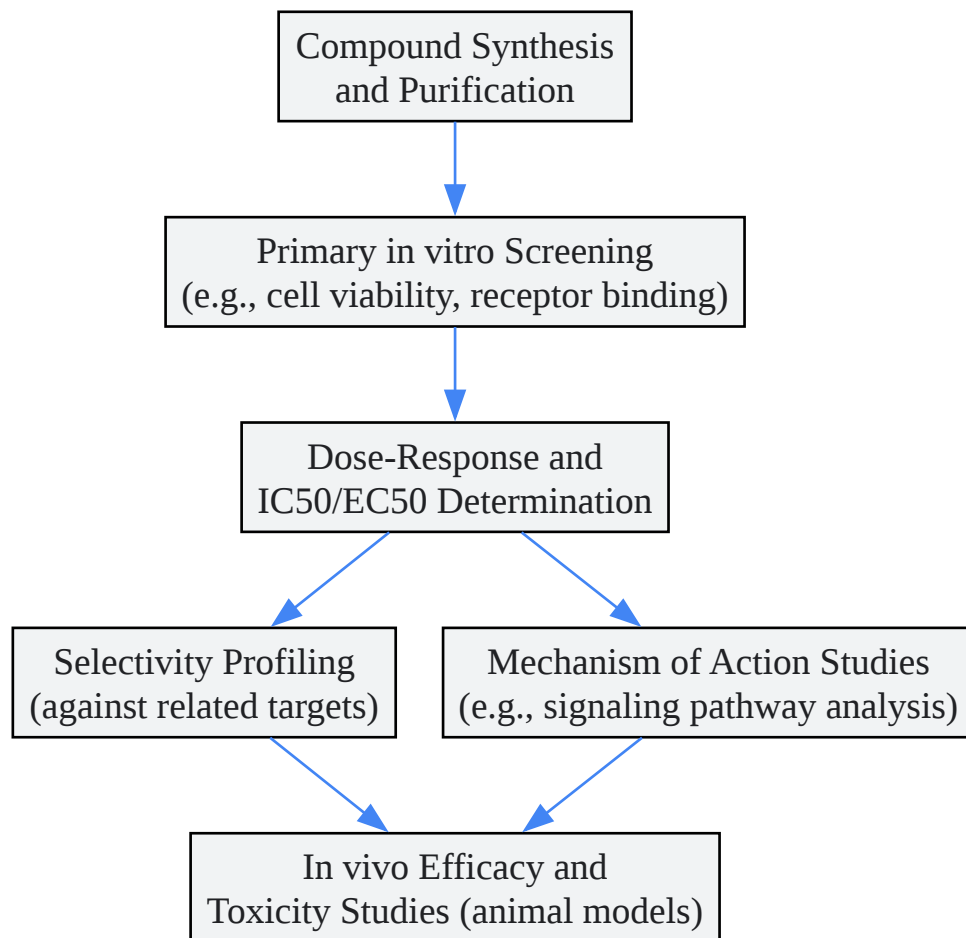 Compound Synthesis
and Purification
Primary in vitro Screening
(e.g., cell viability, receptor binding)
Dose-Response and
IC50/EC50 Determination
Selectivity Profiling
(against related targets)
Mechanism of Action Studies
(e.g., signaling pathway analysis)
In vivo Efficacy and
Toxicity Studies (animal models)